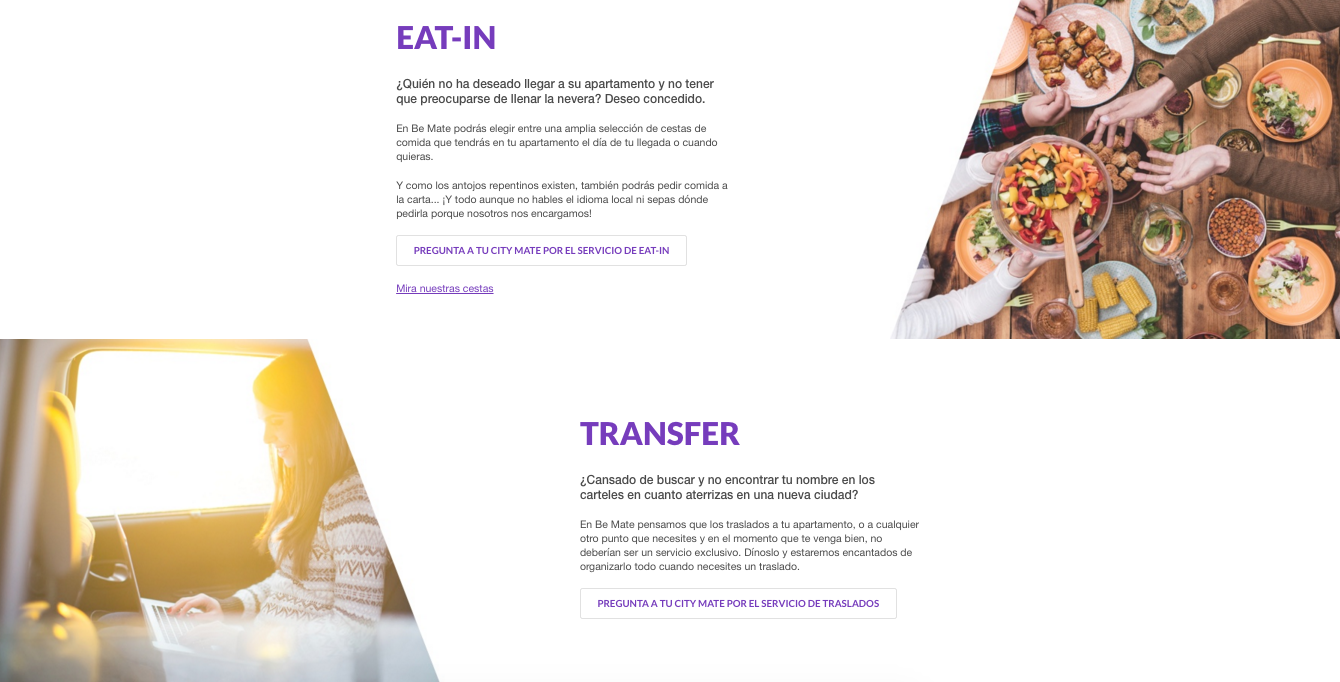 EAT-IN
¿Quién no ha deseado llegar a su apartamento y no tener
que preocuparse de llenar la nevera? Deseo concedido.
En Be Mate podrás elegir entre una amplia selección de cestas de
comida que tendrás en tu apartamento el día de tu llegada o cuando
quieras.
Y como los antojos repentinos existen, también podrás pedir comida a
la carta... ¡Y todo aunque no hables el idioma local ni sepas dónde
pedirla porque nosotros nos encargamos!
PREGUNTA A TU CITY MATE POR EL SERVICIO DE EAT-IN
Mira nuestras cestas
TRANSFER
¿Cansado de buscar y no encontrar tu nombre en los
carteles en cuanto aterrizas en una nueva ciudad?
En Be Mate pensamos que los traslados a tu apartamento, o a cualquier
otro punto que necesites y en el momento que te venga bien, no
deberían ser un servicio exclusivo. Dínoslo y estaremos encantados de
organizarlo todo cuando necesites un traslado.
PREGUNTA A TU CITY MATE POR EL SERVICIO DE TRASLADOS